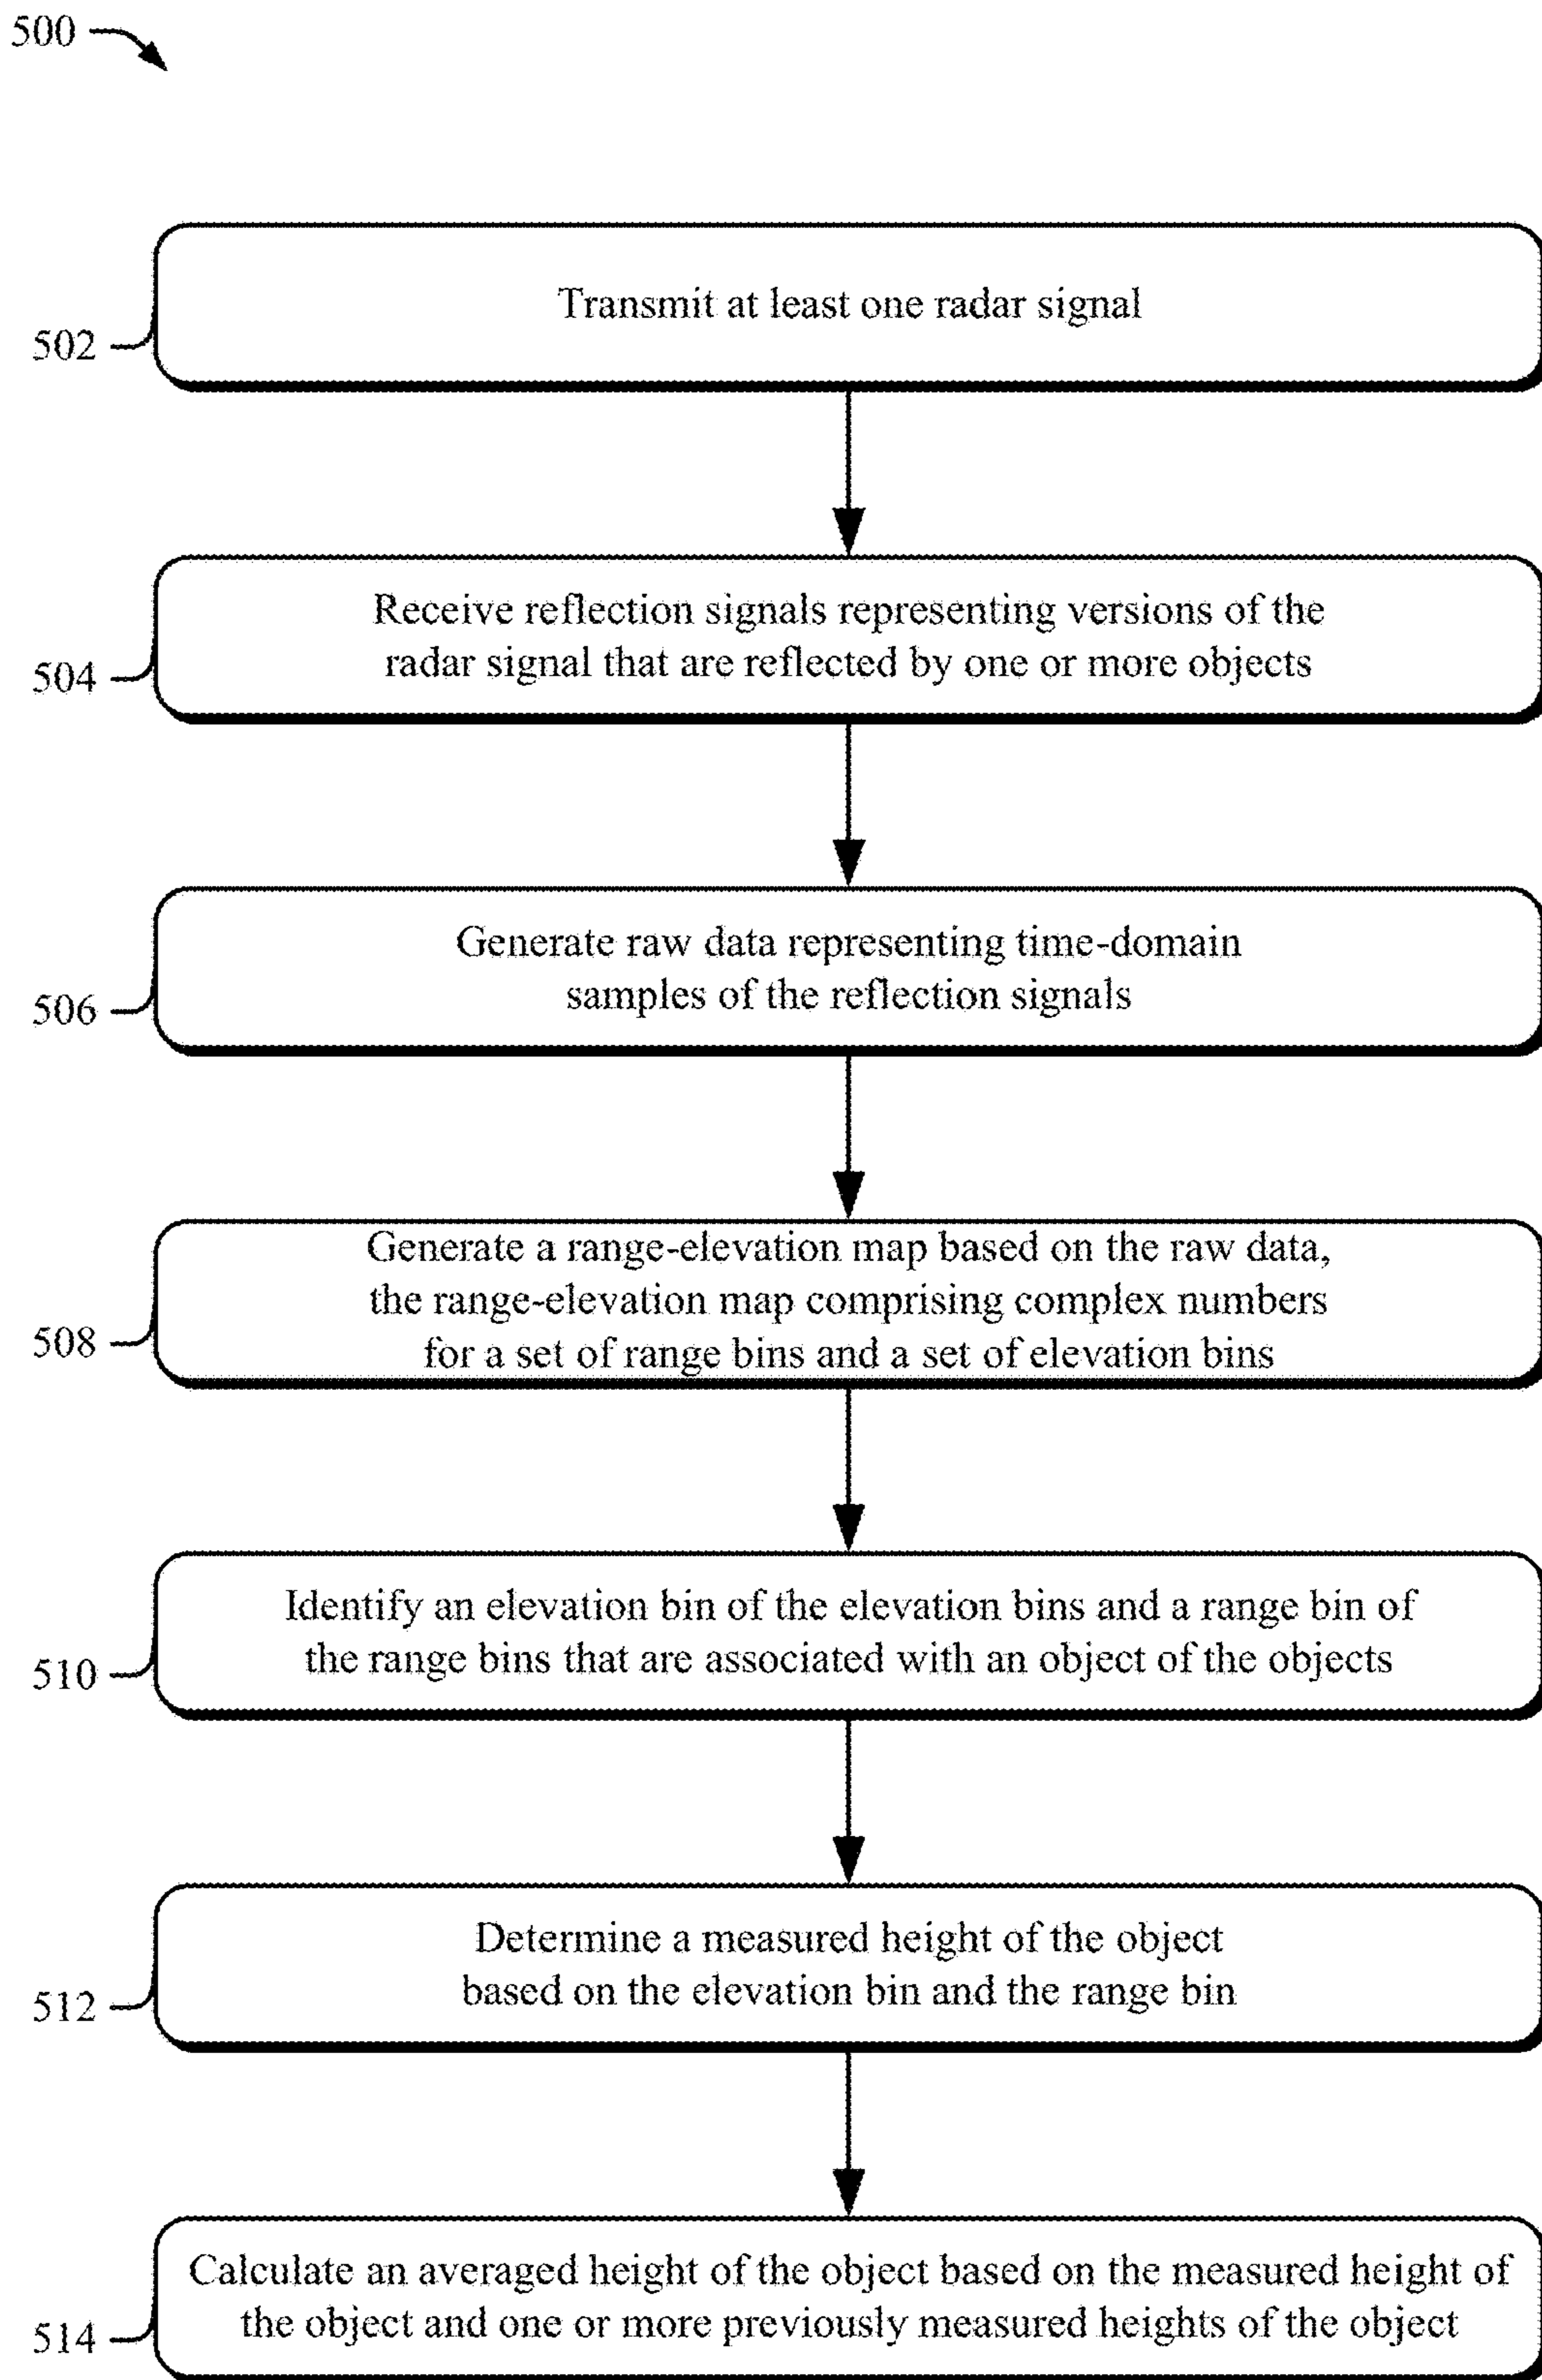 500
Transmit at least one radar signal
502
Receive reflection signals representing versions of the
radar signal that are reflected by one or more objects
504
Generate raw data representing time-domain
samples of the reflection signals
506
Generate a range-elevation map based on the raw data,
the range-elevation map comprising complex numbers
for a set of range bins and a set of elevation bins
508
Identify an elevation bin of the elevation bins and a range bin of
the range bins that are associated with an object of the objects
510
Determine a measured height of the object
based on the elevation bin and the range bin
512
Calculate an averaged height of the object based on the measured height of
the object and one or more previously measured heights of the object
514